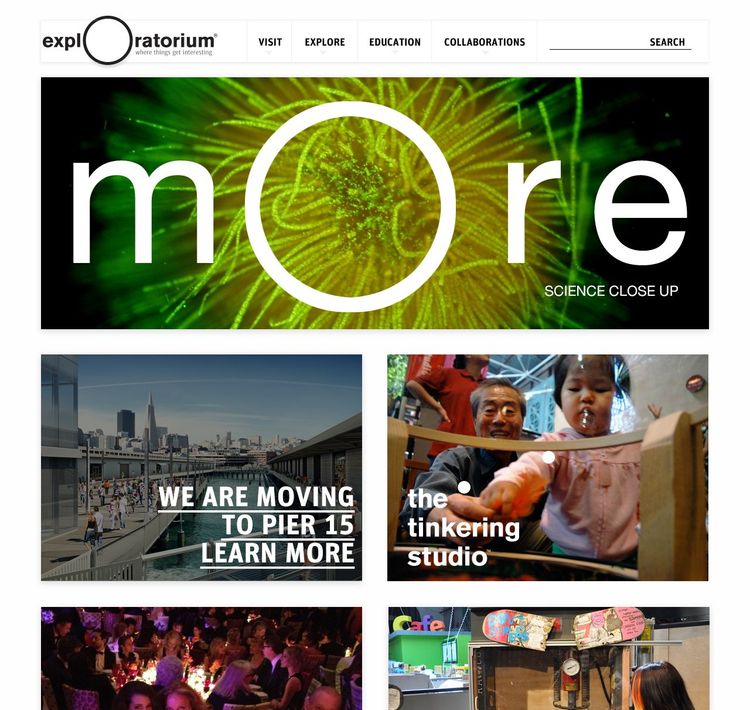 explOratorium®
where things get interesting
VISIT
EXPLORE
EDUCATION
COLLABORATIONS
SEARCH
mOre
SCIENCE CLOSE UP
WE ARE MOVING
TO PIER 15
LEARN MORE
the
tinkering
studio
Cafe